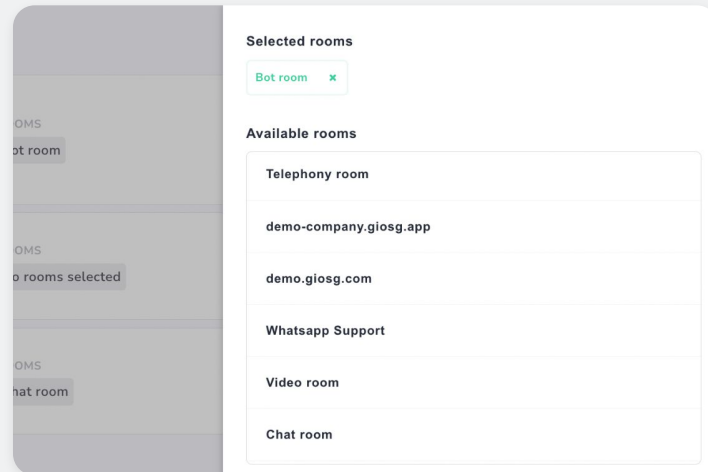 OMS
ot room
OMS
o rooms selected
OMS
hat room
Selected rooms
Bot room ×
Available rooms
Telephony room
demo-company.giosg.app
demo.giosg.com
Whatsapp Support
Video room
Chat room